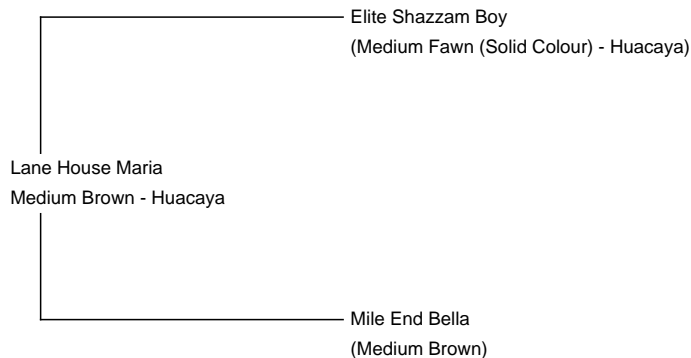 Elite Shazzam Boy
(Medium Fawn (Solid Colour) - Huacaya)
Lane House Maria
Medium Brown - Huacaya
Mile End Bella
(Medium Brown)